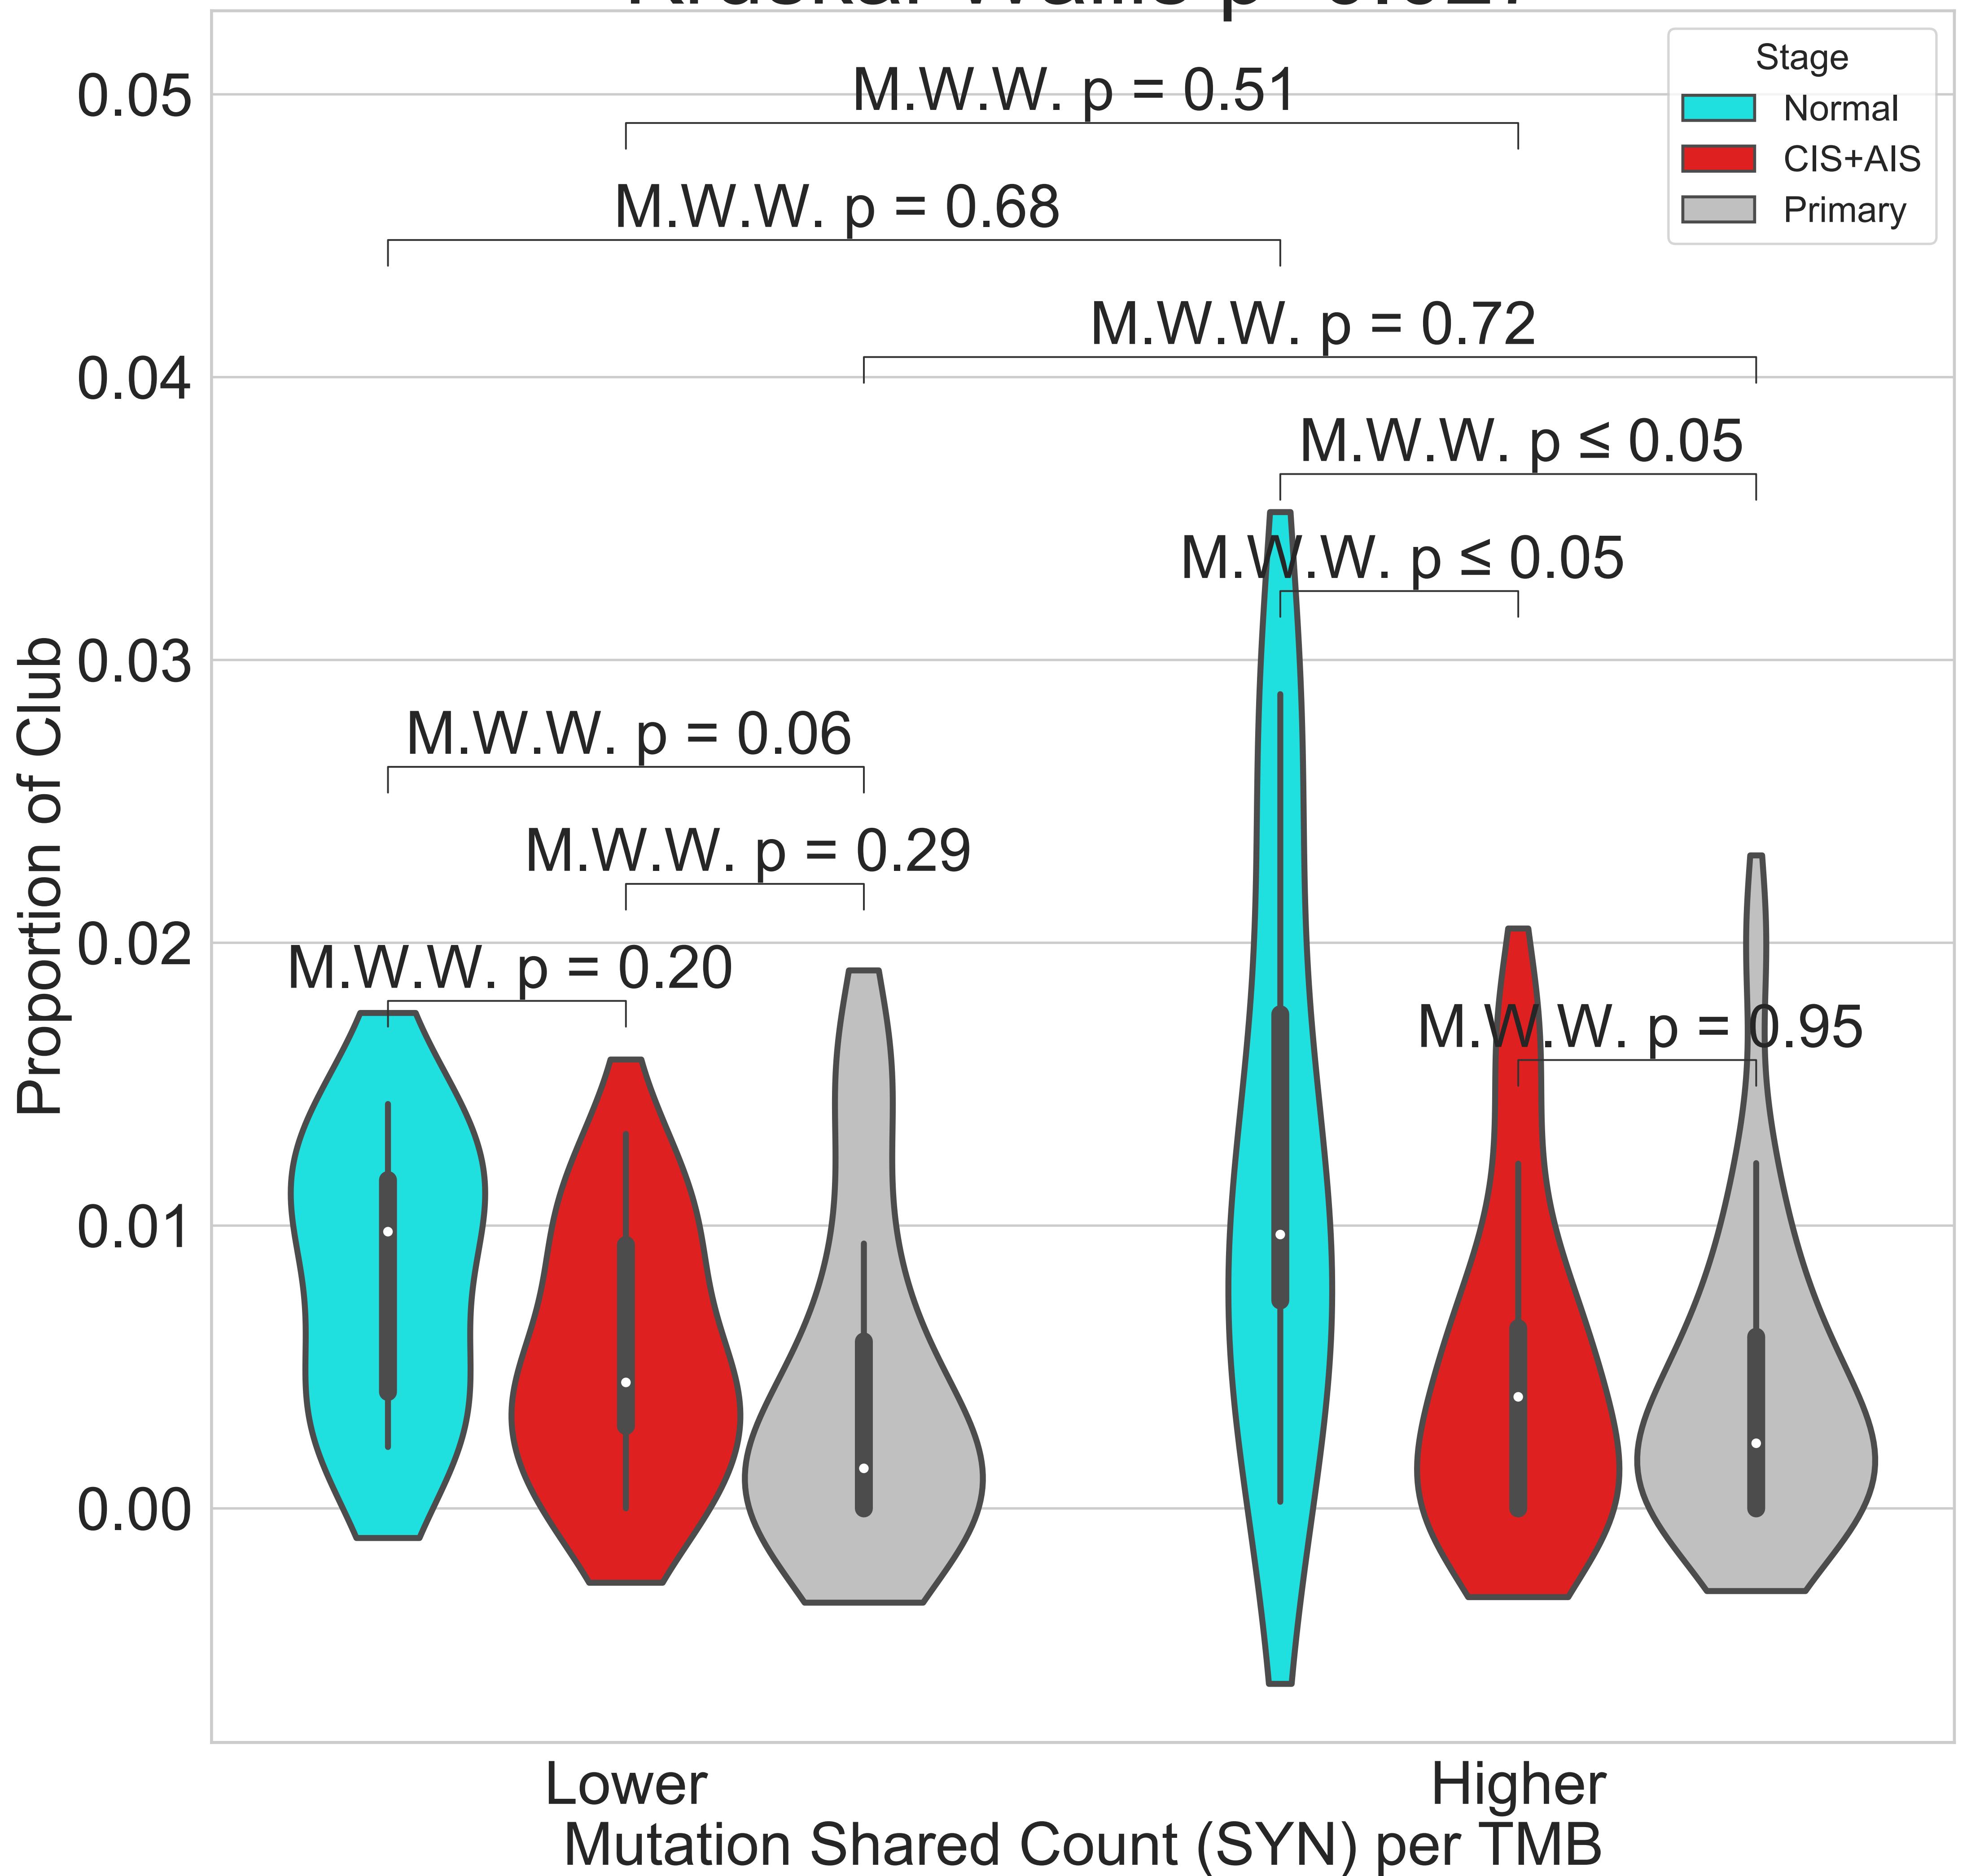 Stage
Normal
CIS+AIS
Primary
M.W.W. p = 0.51
M.W.W. p = 0.68
M.W.W. p = 0.72
M.W.W. p ≤ 0.05
M.W.W. p ≤ 0.05
M.W.W. p = 0.06
M.W.W. p = 0.29
M.W.W. p = 0.20
M.W.W. p = 0.95
0.05
0.04
0.03
0.02
0.01
0.00
Proportion of Club
Lower
Higher
Mutation Shared Count (SYN) per TMB